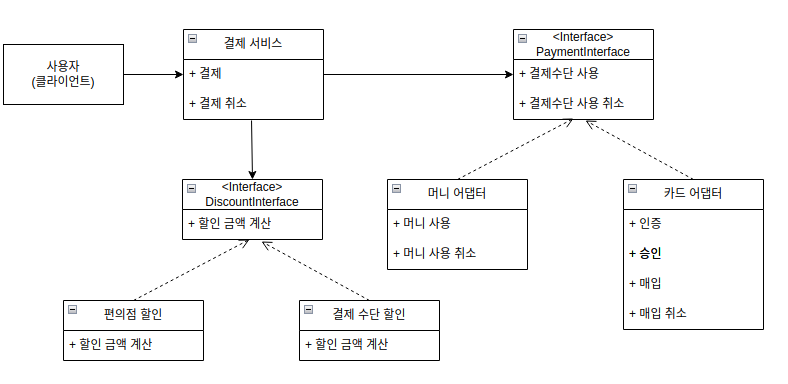 사용자
(클라이언트)
결제 서비스
+ 결제
+ 결제 취소
<Interface>
PaymentInterface
+ 결제수단 사용
+ 결제수단 사용 취소
<Interface>
DiscountInterface
+ 할인 금액 계산
머니 어댑터
+ 머니 사용
+ 머니 사용 취소
카드 어댑터
+ 인증
+ 승인
+ 매입
+ 매입 취소
편의점 할인
+ 할인 금액 계산
결제 수단 할인
+ 할인 금액 계산